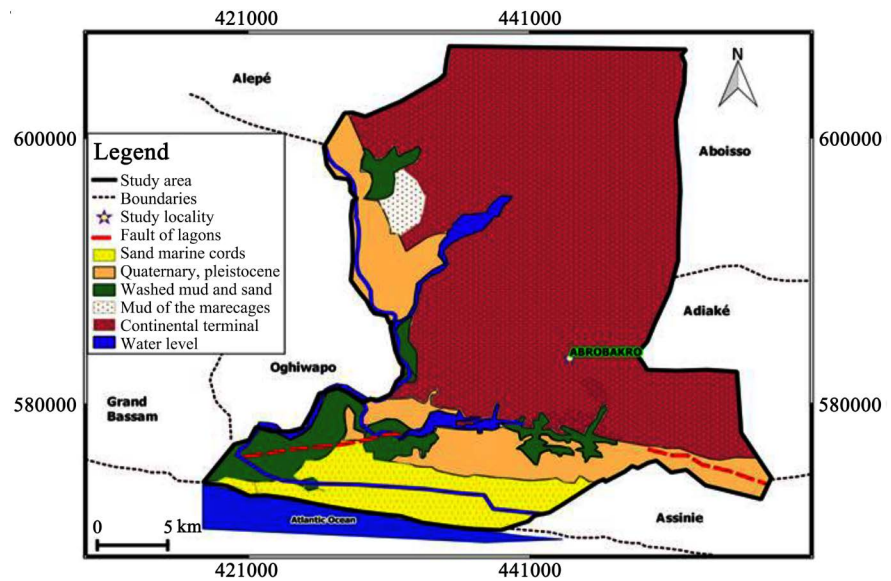 421000 441000
N
Alepé
600000 600000
Aboisso
Legend
Study area
Boundaries
Study locality
Fault of lagons
Sand marine cords
Quaternary, pleistocene
Washed mud and sand
Mud of the marecages
Continental terminal
Water level
Adiaké
ABROBAKRO
Oghiwapo
Grand
Bassam
580000 580000
Assinie
Atlantic Ocean
0 5 km
421000 441000